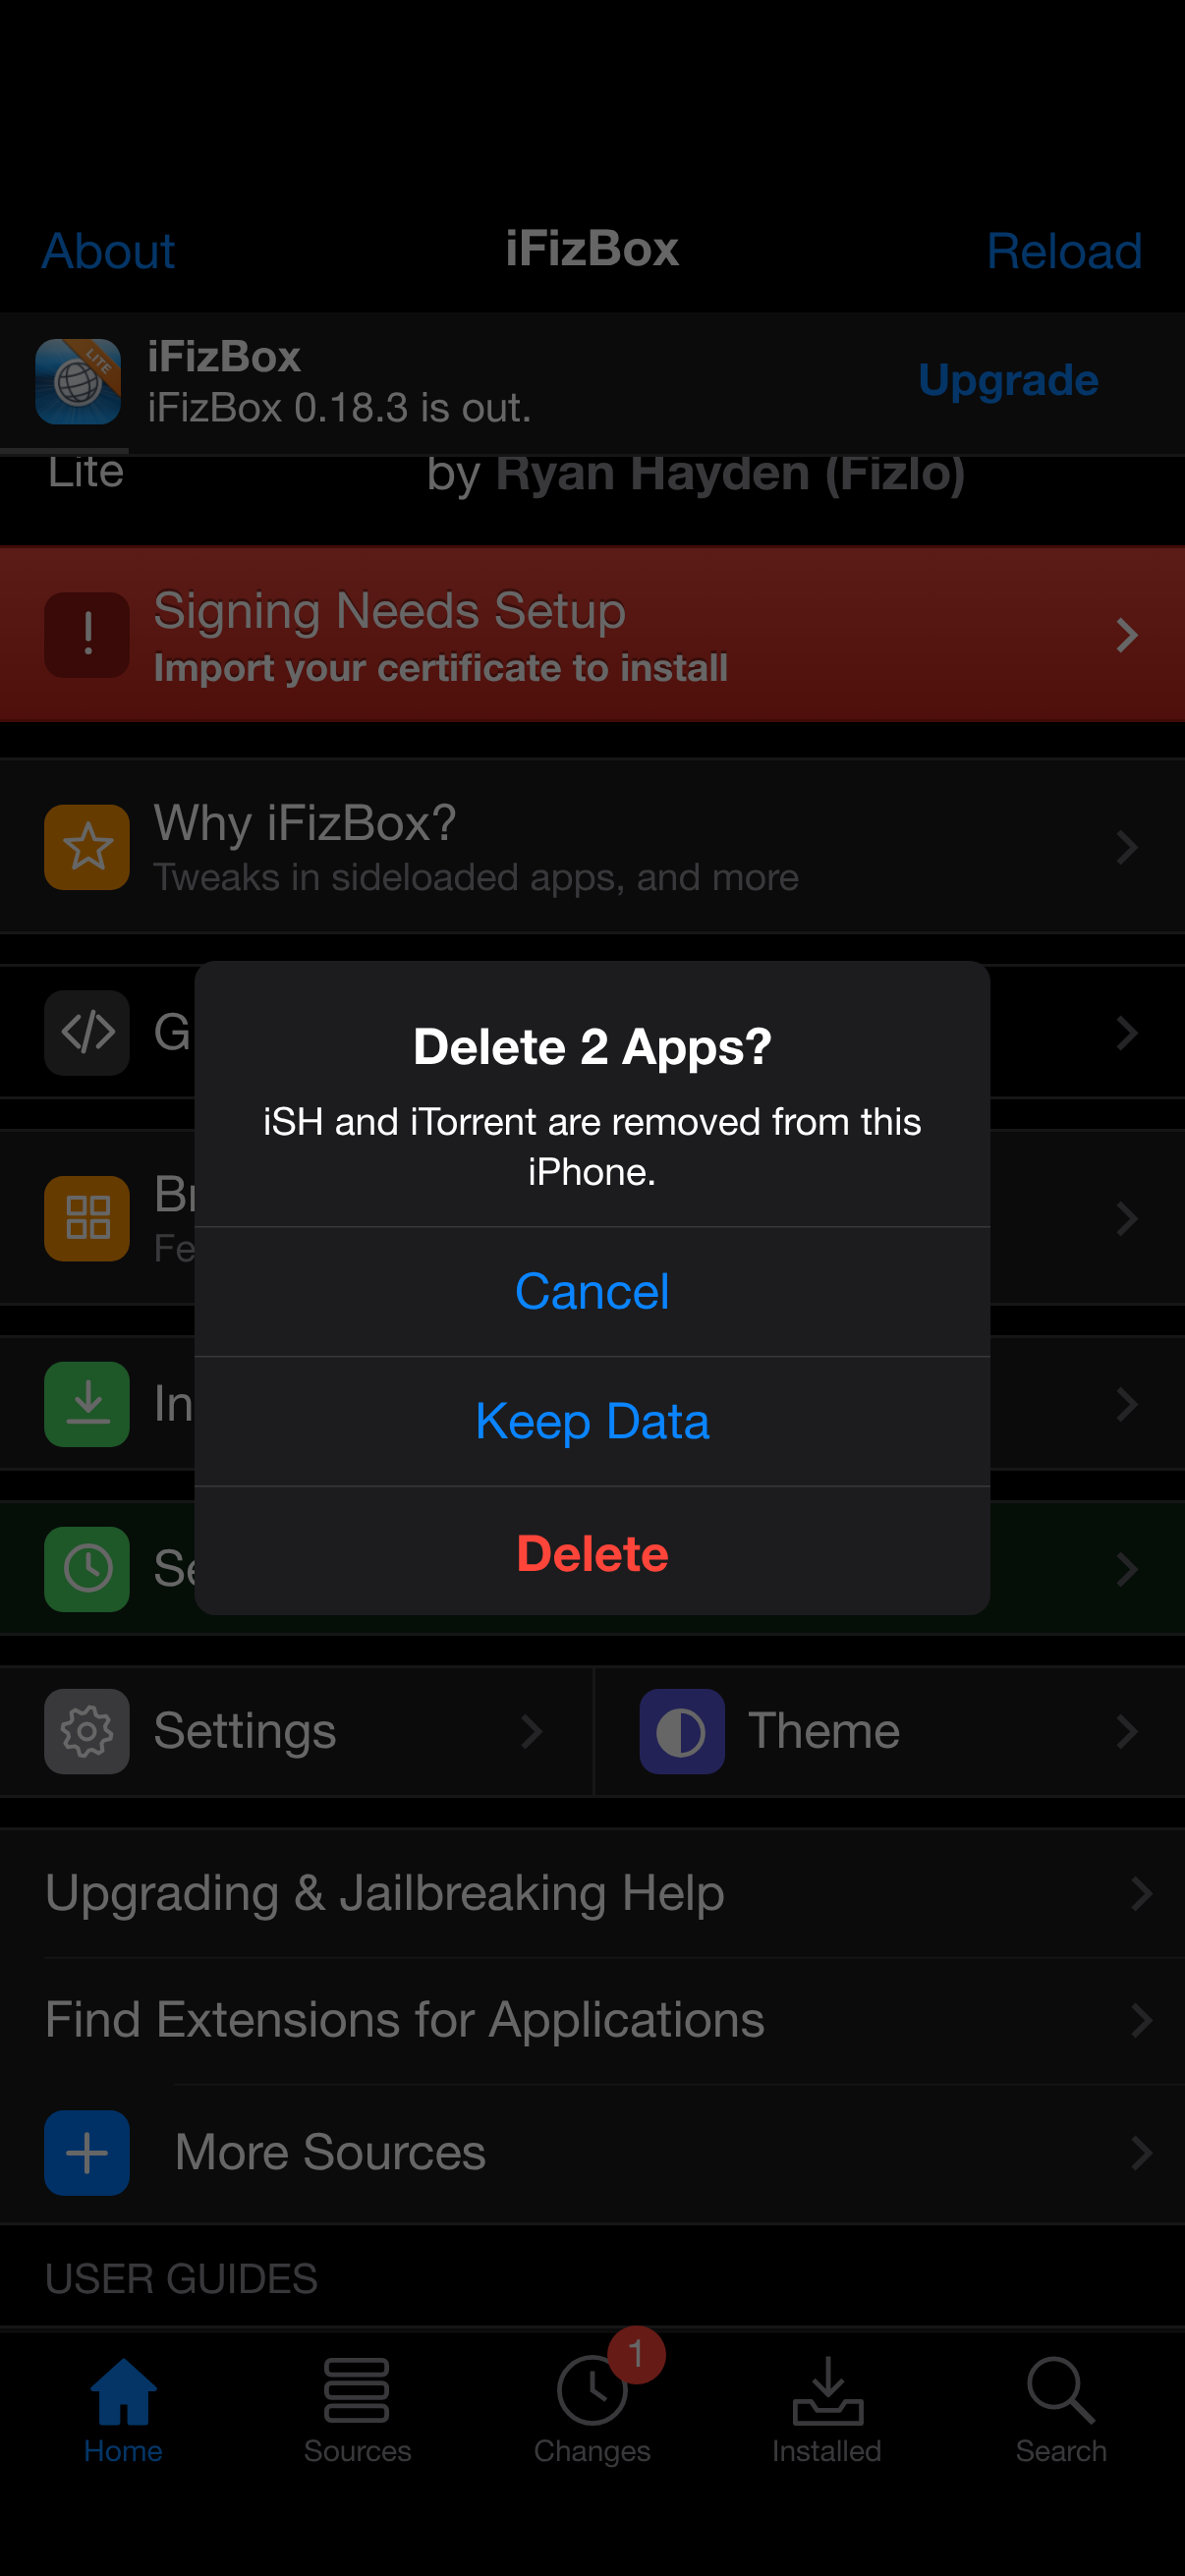 About
iFizBox
Reload
LITE
iFizBox
iFizBox 0.18.3 is out.
Upgrade
Lite
by Ryan Hayden (Fizlo)
Signing Needs Setup
Import your certificate to install
Why iFizBox?
Tweaks in sideloaded apps, and more
G
Delete 2 Apps?
iSH and iTorrent are removed from this
iPhone.
Br
Fe
Cancel
In
Keep Data
Se
Delete
Settings
Theme
Upgrading & Jailbreaking Help
Find Extensions for Applications
More Sources
USER GUIDES
1
Home
Sources
Changes
Installed
Search